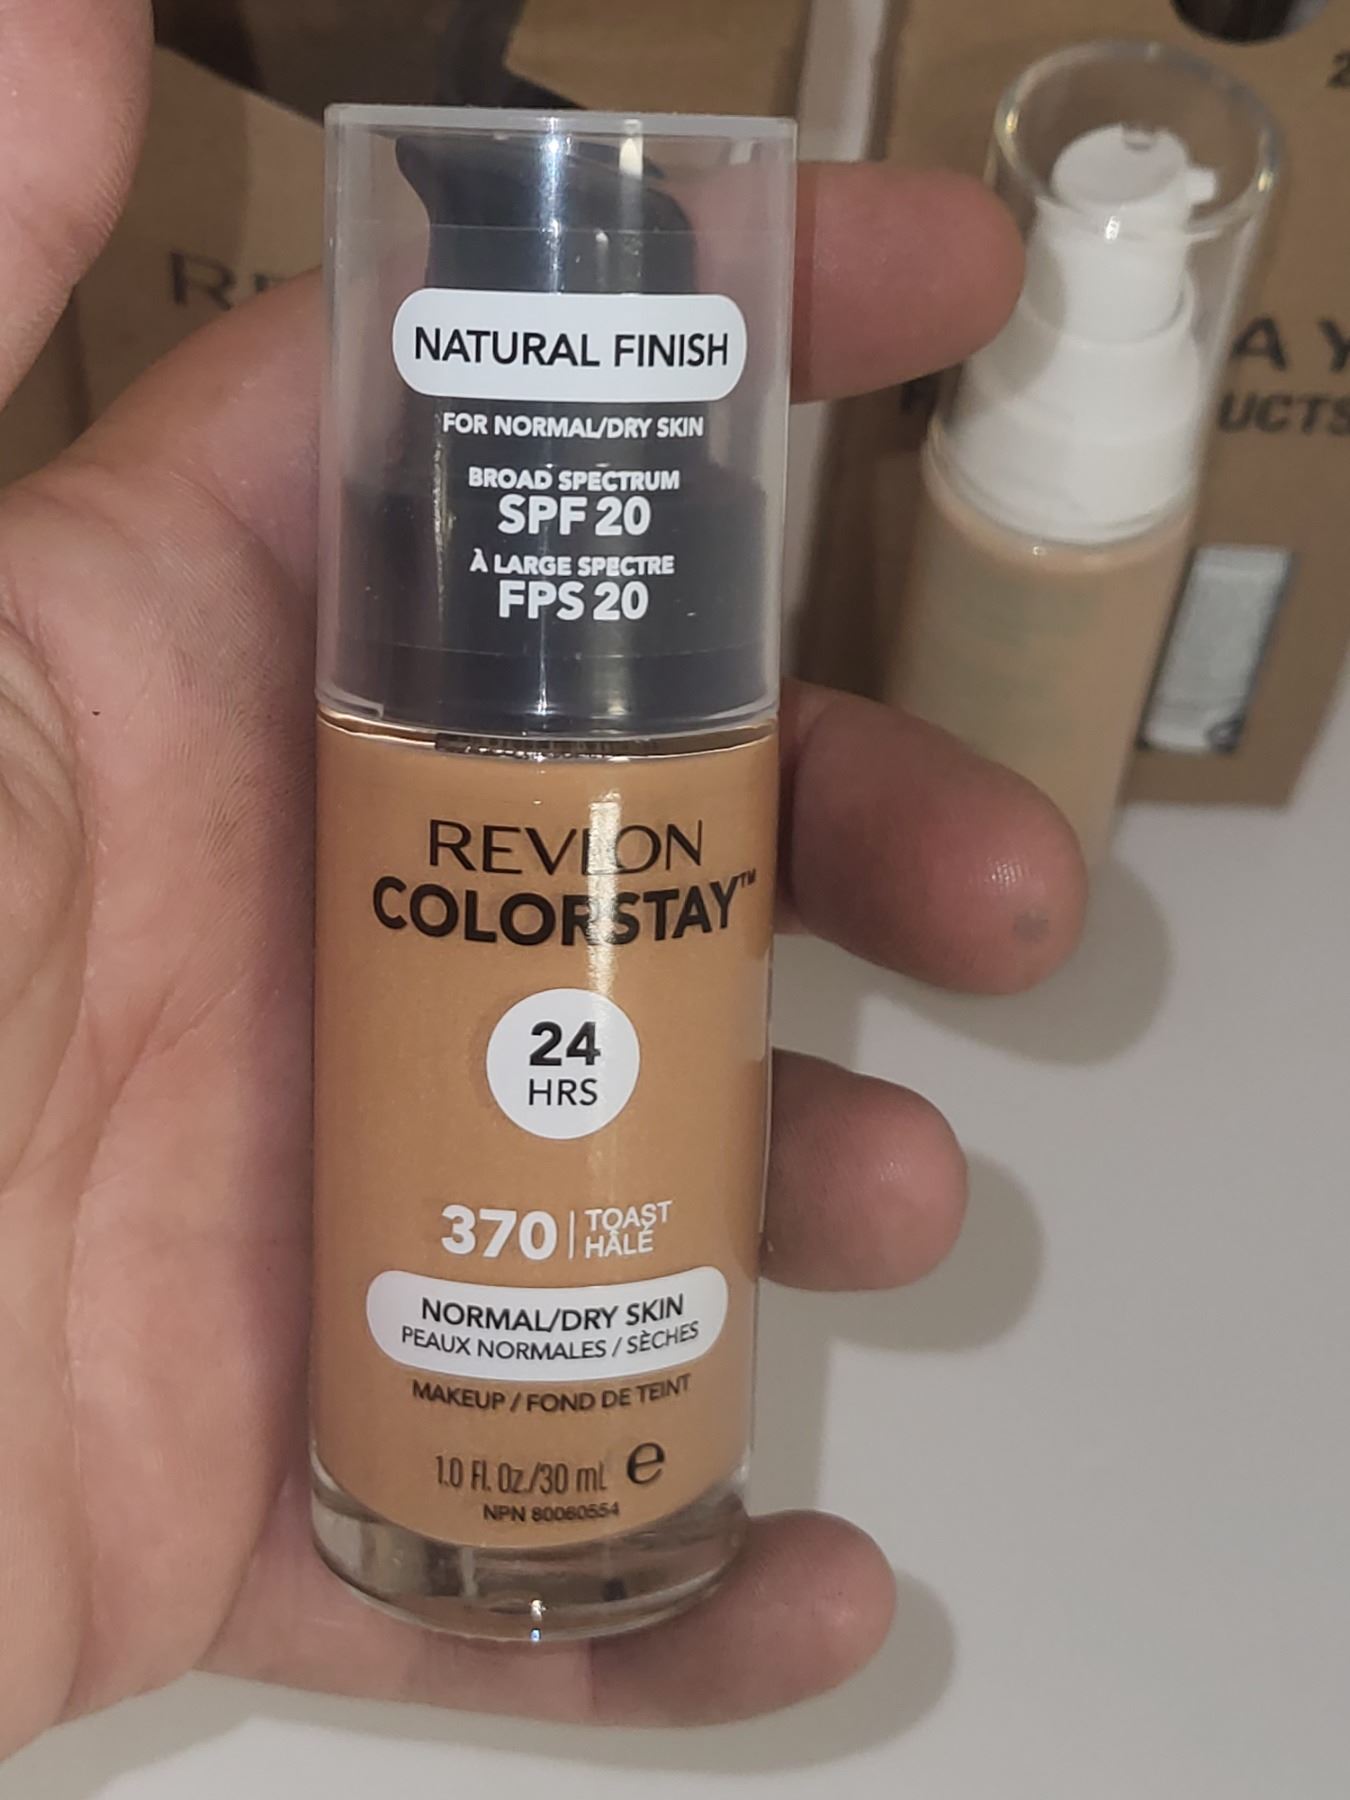 NATURAL FINISH
FOR NORMAL/DRY SKIN
BROAD SPECTRUM
SPF 20
À LARGE SPECTRE
FPS 20
REVLON
COLORSTAY™
24
HRS
370 | TOAST
HÂLÉ
NORMAL/DRY SKIN
PEAUX NORMALES / SÈCHES
MAKEUP / FOND DE TEINT
1.0 Fl. Oz./30 mL e
NPN 80060554